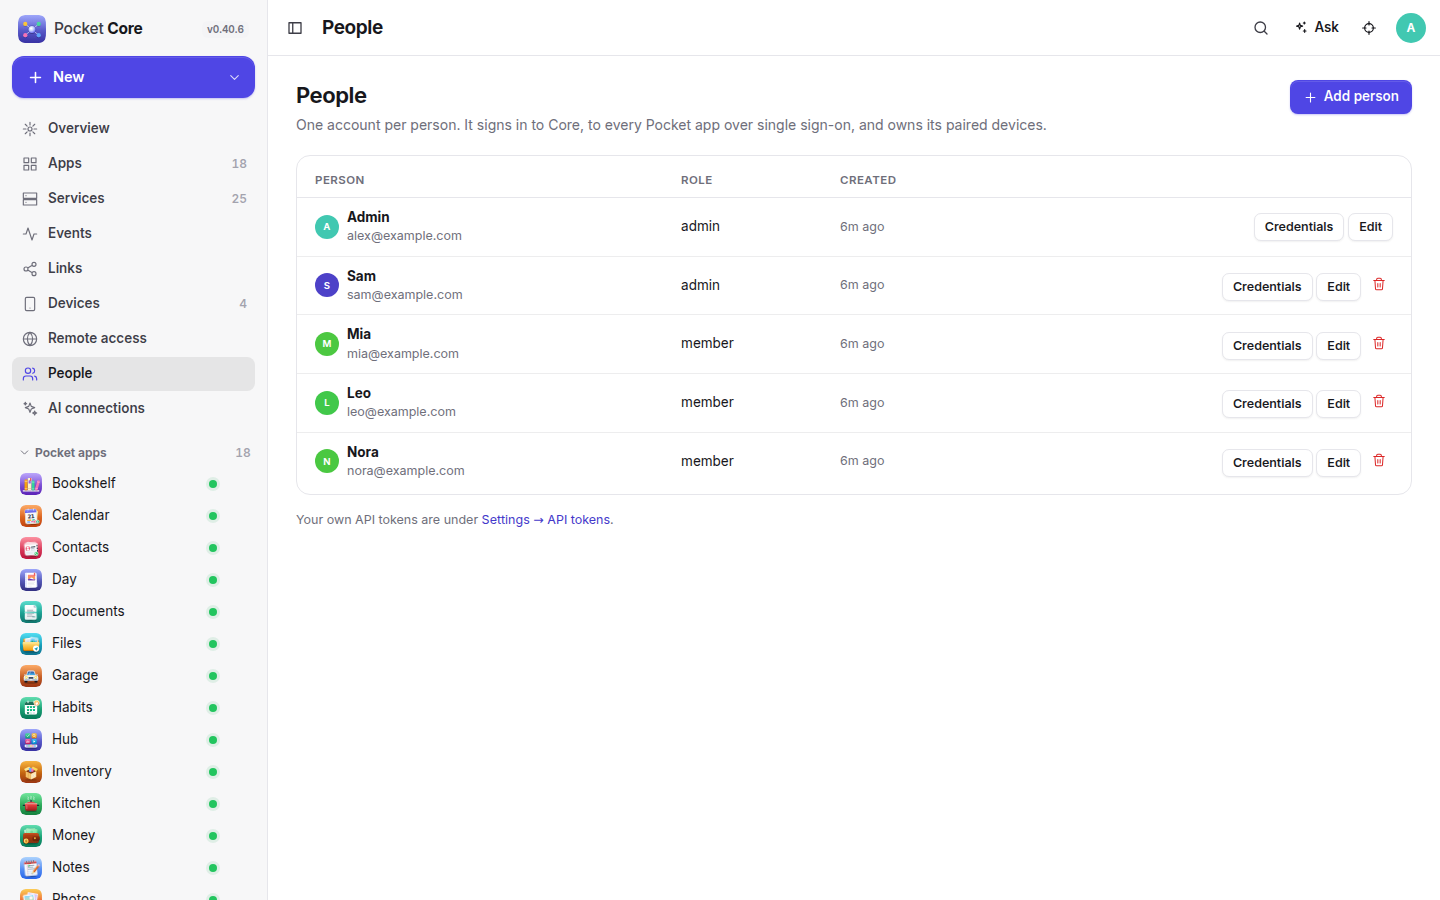 Pocket Core
v0.40.6
New
Overview
Apps 18
Services 25
Events
Links
Devices 4
Remote access
People
AI connections
Pocket apps 18
Bookshelf
Calendar
Contacts
Day
Documents
Files
Garage
Habits
Hub
Inventory
Kitchen
Money
Notes
Photos
People
Ask
A
People
Add person
One account per person. It signs in to Core, to every Pocket app over single sign-on, and owns its paired devices.
PERSON ROLE CREATED
A Admin admin 6m ago Credentials Edit
alex@example.com
S Sam admin 6m ago Credentials Edit
sam@example.com
M Mia member 6m ago Credentials Edit
mia@example.com
L Leo member 6m ago Credentials Edit
leo@example.com
N Nora member 6m ago Credentials Edit
nora@example.com
Your own API tokens are under Settings → API tokens.